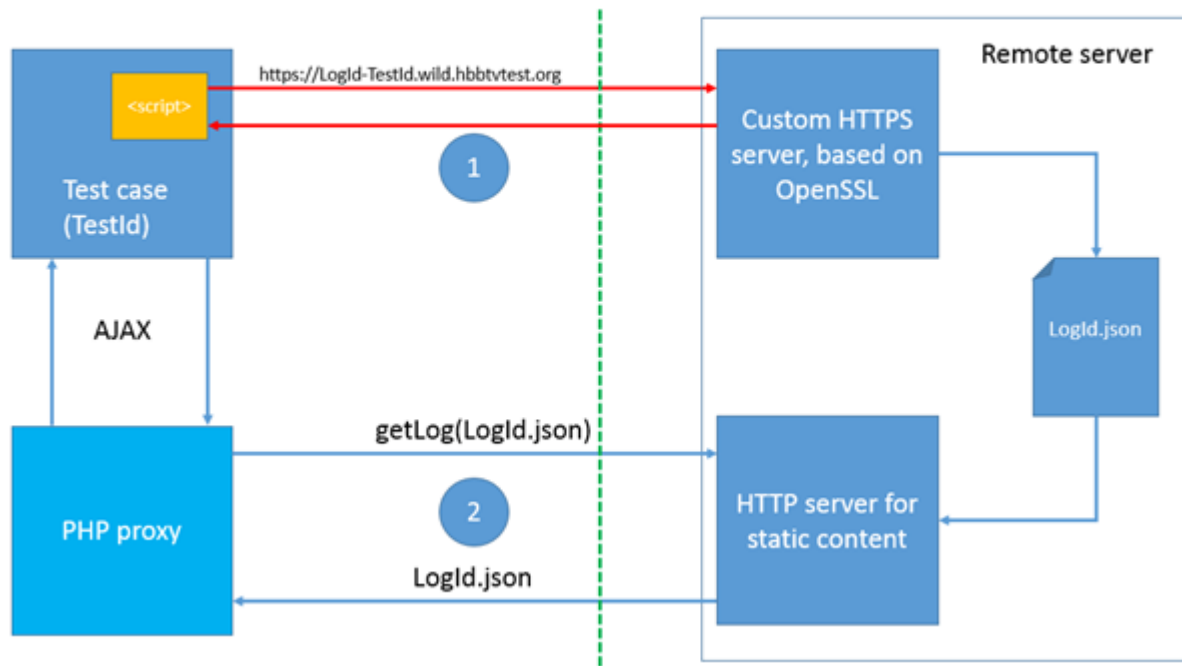 Remote server
https://LogId-TestId.wild.hbbtvtest.org
<script>
Test case
(TestId)
1
Custom HTTPS
server, based on
OpenSSL
LogId.json
AJAX
getLog(LogId.json)
PHP proxy
2
HTTP server for
static content
LogId.json